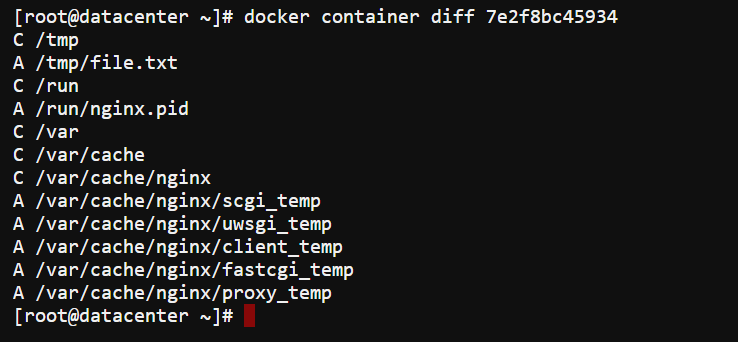 [root@datacenter ~]# docker container diff 7e2f8bc45934
C /tmp
A /tmp/file.txt
C /run
A /run/nginx.pid
C /var
C /var/cache
C /var/cache/nginx
A /var/cache/nginx/scgi_temp
A /var/cache/nginx/uwsgi_temp
A /var/cache/nginx/client_temp
A /var/cache/nginx/fastcgi_temp
A /var/cache/nginx/proxy_temp
[root@datacenter ~]#